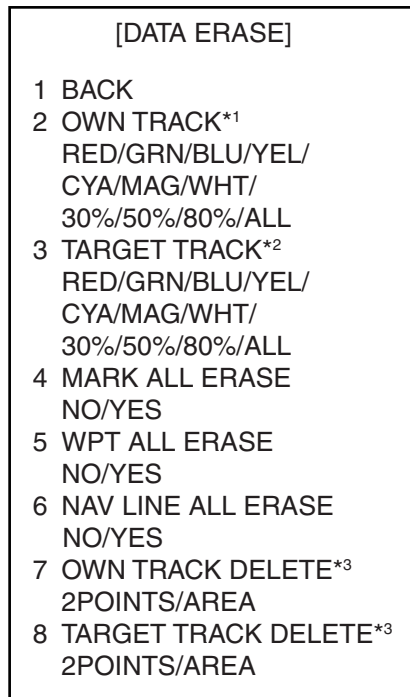 [DATA ERASE]
1 BACK
2 OWN TRACK*1
RED/GRN/BLU/YEL/
CYA/MAG/WHT/
30%/50%/80%/ALL
3 TARGET TRACK*2
RED/GRN/BLU/YEL/
CYA/MAG/WHT/
30%/50%/80%/ALL
4 MARK ALL ERASE
NO/YES
5 WPT ALL ERASE
NO/YES
6 NAV LINE ALL ERASE
NO/YES
7 OWN TRACK DELETE*3
2POINTS/AREA
8 TARGET TRACK DELETE*3
2POINTS/AREA